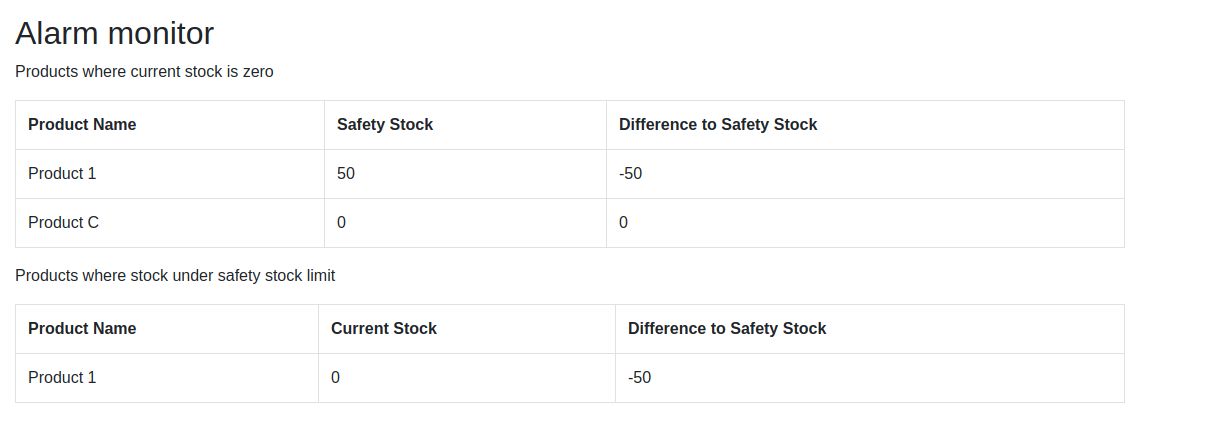 Alarm monitor
Products where current stock is zero
Product Name Safety Stock Difference to Safety Stock
Product 1 50 -50
Product C 0 0
Products where stock under safety stock limit
Product Name Current Stock Difference to Safety Stock
Product 1 0 -50